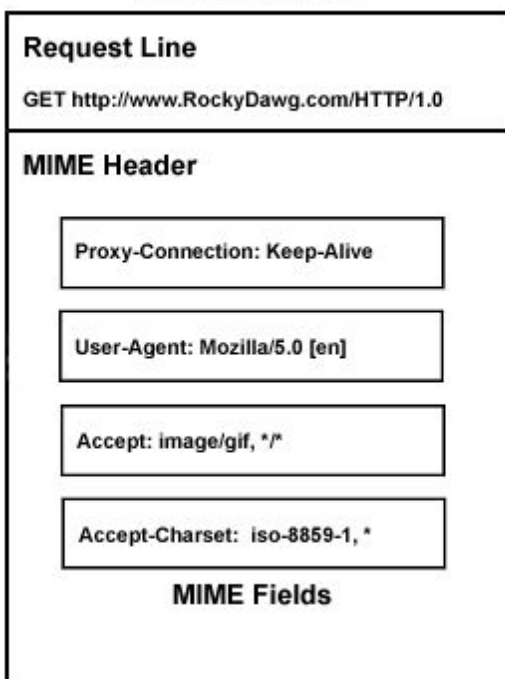 Request Line
GET http://www.RockyDawg.com/HTTP/1.0
MIME Header
Proxy-Connection: Keep-Alive
User-Agent: Mozilla/5.0 [en]
Accept: image/gif, */*
Accept-Charset: iso-8859-1, *
MIME Fields